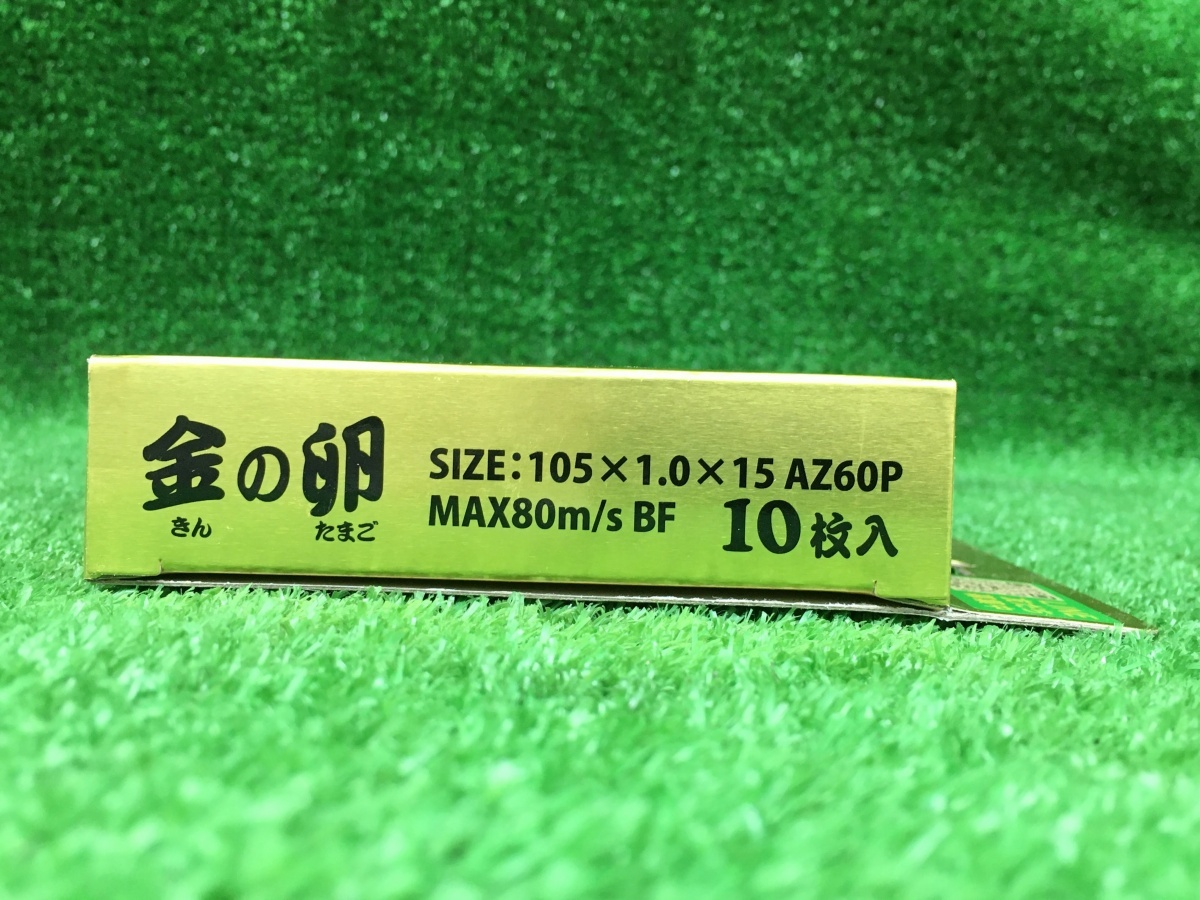 金の卵
きん たまご
SIZE：105×1.0×15 AZ60P
MAX80m/s BF
10枚入